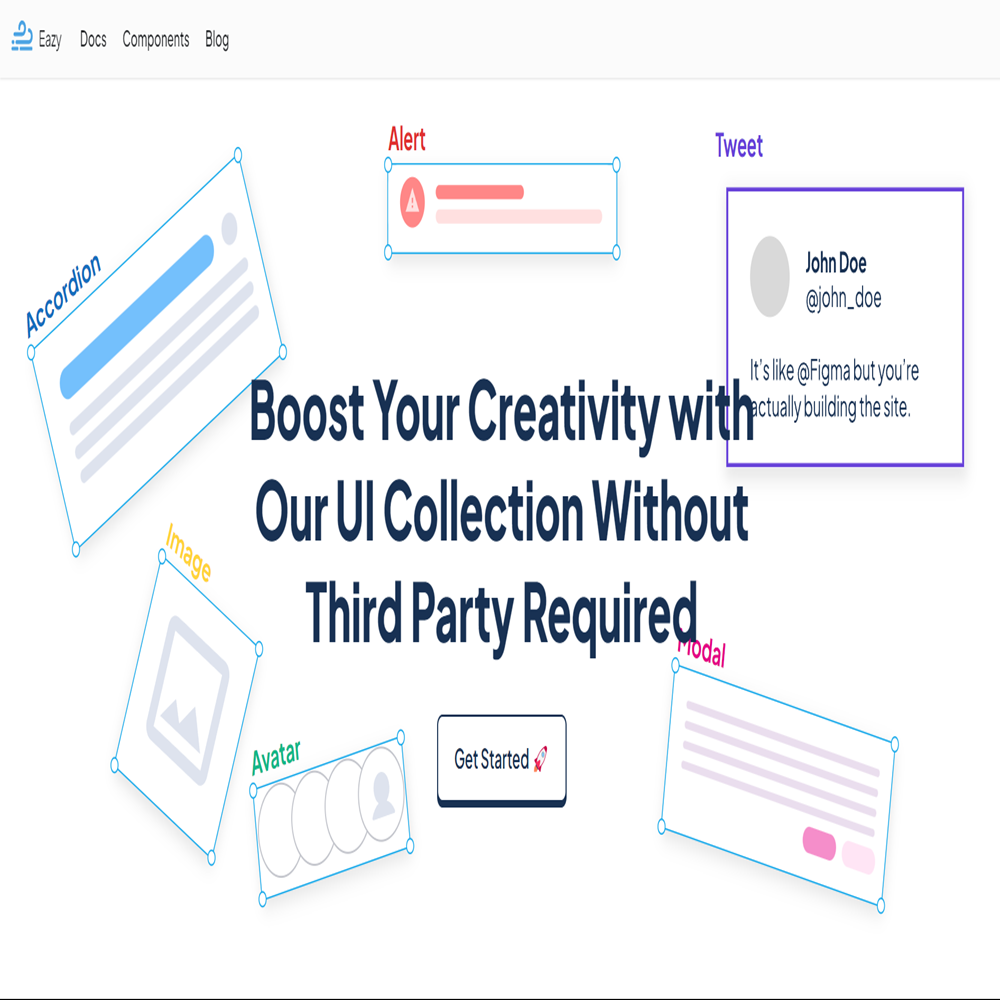 Eazy Docs Components Blog
Alert
Tweet
Accordion
John Doe
@john_doe
It's like @Figma but you're
actually building the site.
Boost Your Creativity with
Our UI Collection Without
Third Party Required
Image
Modal
Avatar
Get Started 🚀